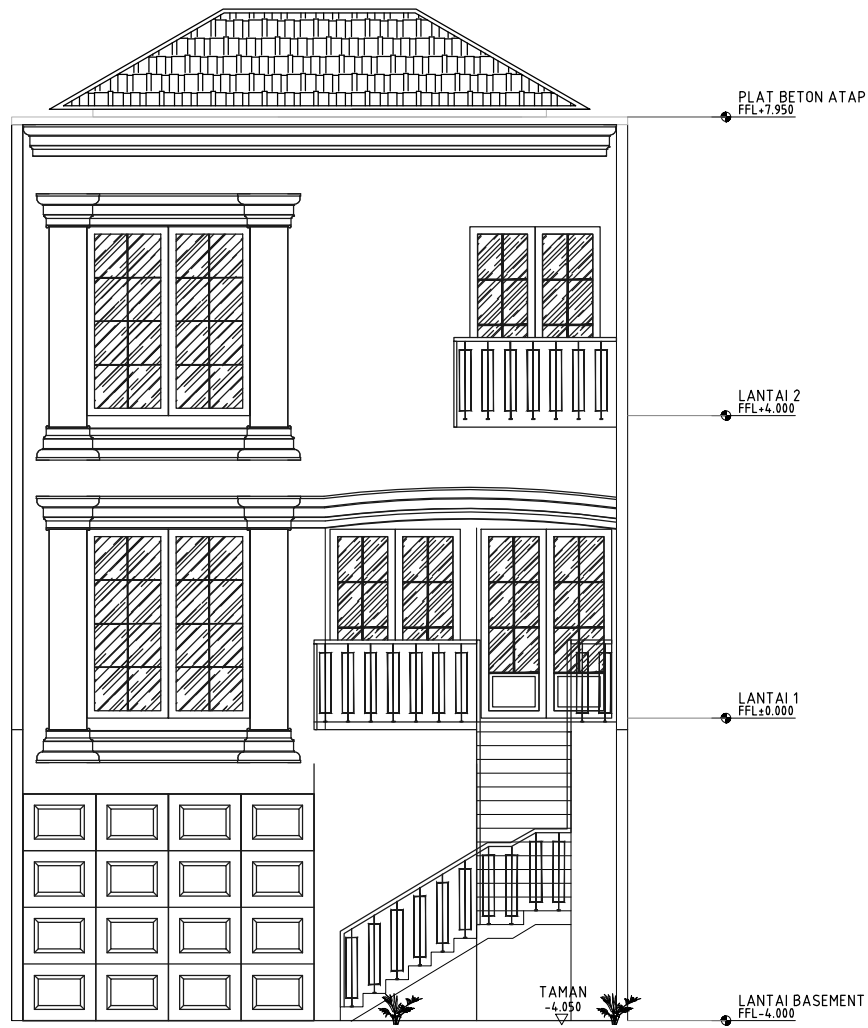 PLAT BETON ATAP
FFL+7.950
LANTAI 2
FFL+4.000
LANTAI 1
FFL±0.000
TAMAN
-4.050
LANTAI BASEMENT
FFL-4.000